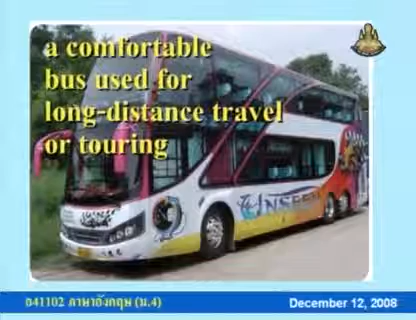 a comfortable
bus used for
long-distance travel
or touring
อ41102 ภาษาอังกฤษ (ม.4)
December 12, 2008